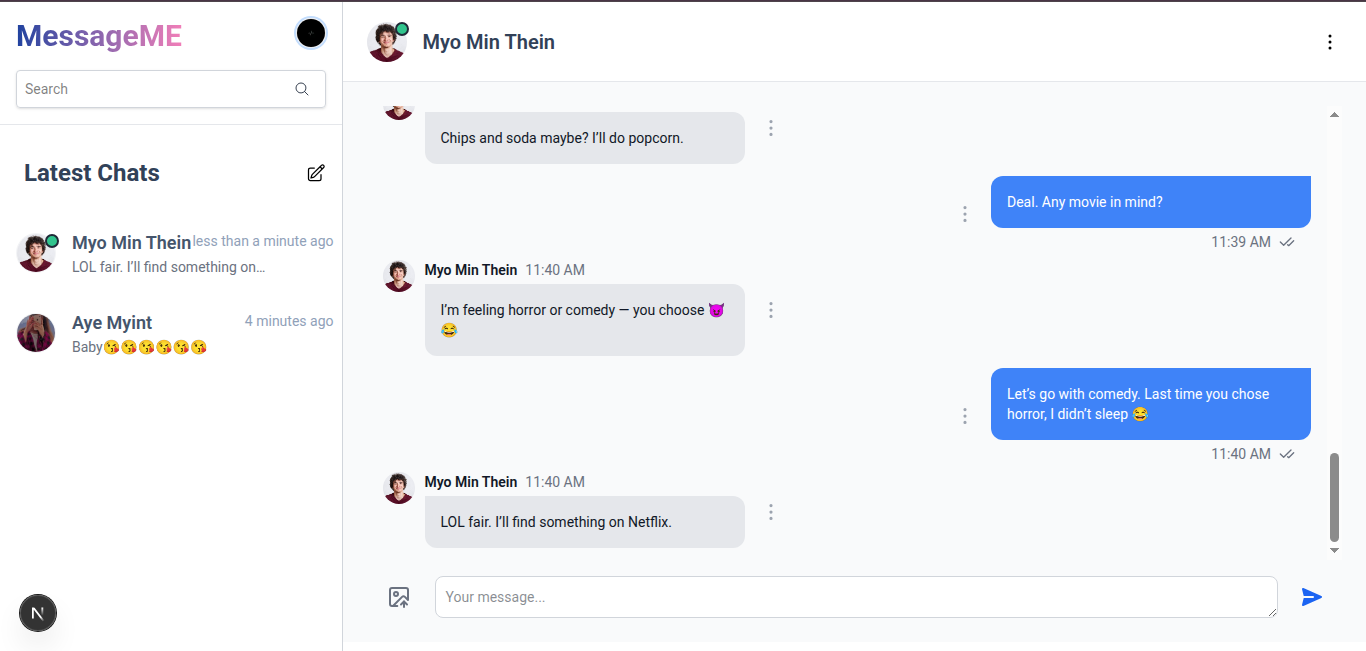 MessageME
Search
Latest Chats
Myo Min Thein less than a minute ago
LOL fair. I’ll find something on...
Aye Myint 4 minutes ago
Baby😘😘😘😘😘😘
N
Myo Min Thein
Chips and soda maybe? I’ll do popcorn.
Deal. Any movie in mind?
11:39 AM
Myo Min Thein 11:40 AM
I’m feeling horror or comedy — you choose 😈
😂
Let’s go with comedy. Last time you chose
horror, I didn’t sleep 😂
11:40 AM
Myo Min Thein 11:40 AM
LOL fair. I’ll find something on Netflix.
Your message...